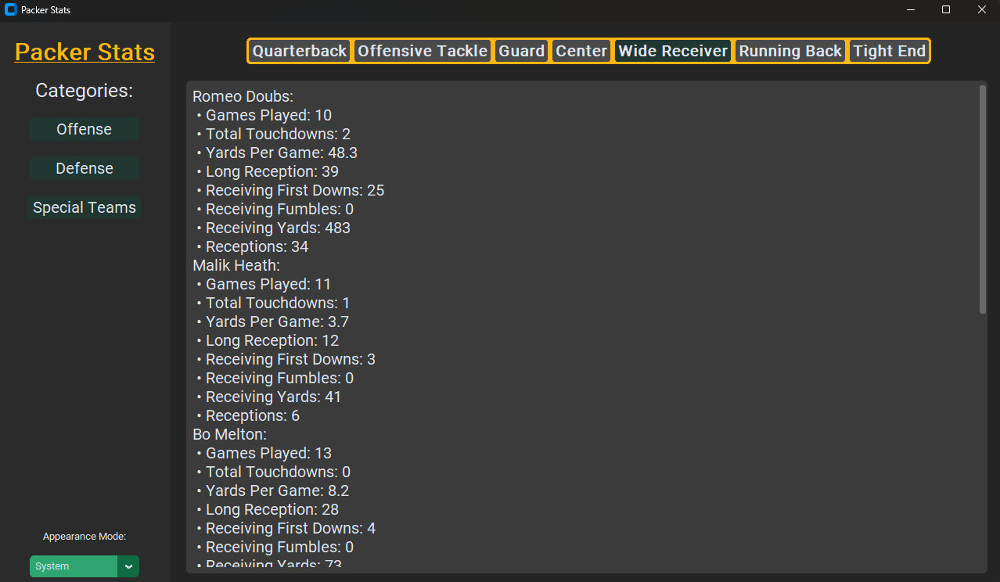 Packer Stats
Packer Stats
Categories:
Offense
Defense
Special Teams
Appearance Mode:
System
Quarterback Offensive Tackle Guard Center Wide Receiver Running Back Tight End
Romeo Doubs:
• Games Played: 10
• Total Touchdowns: 2
• Yards Per Game: 48.3
• Long Reception: 39
• Receiving First Downs: 25
• Receiving Fumbles: 0
• Receiving Yards: 483
• Receptions: 34
Malik Heath:
• Games Played: 11
• Total Touchdowns: 1
• Yards Per Game: 3.7
• Long Reception: 12
• Receiving First Downs: 3
• Receiving Fumbles: 0
• Receiving Yards: 41
• Receptions: 6
Bo Melton:
• Games Played: 13
• Total Touchdowns: 0
• Yards Per Game: 8.2
• Long Reception: 28
• Receiving First Downs: 4
• Receiving Fumbles: 0
• Receiving Yards: 73